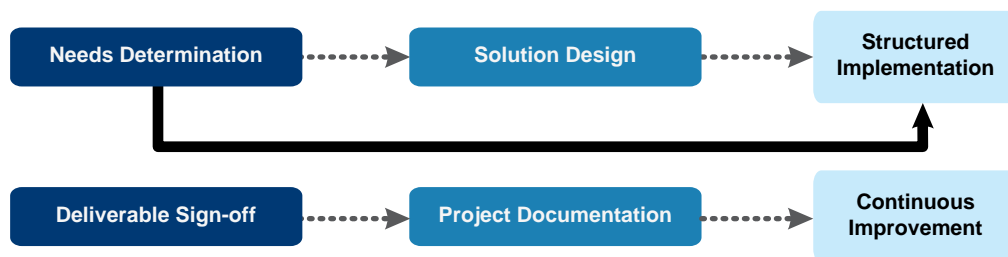 Needs Determination
Solution Design
Structured
Implementation
Deliverable Sign-off
Project Documentation
Continuous
Improvement